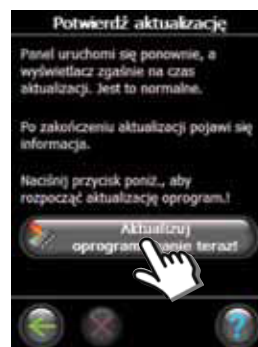 Potwierdź aktualizację
Panel uruchomi się ponownie, a
wyświetlacz zgaśnie na czas
aktualizacji. Jest to normalne.
Po zakończeniu aktualizacji pojawi się
informacja.
Naciśnij przycisk poniż., aby
rozpocząć aktualizację oprogram.!
Aktualizuj
oprogramowanie teraz!
?